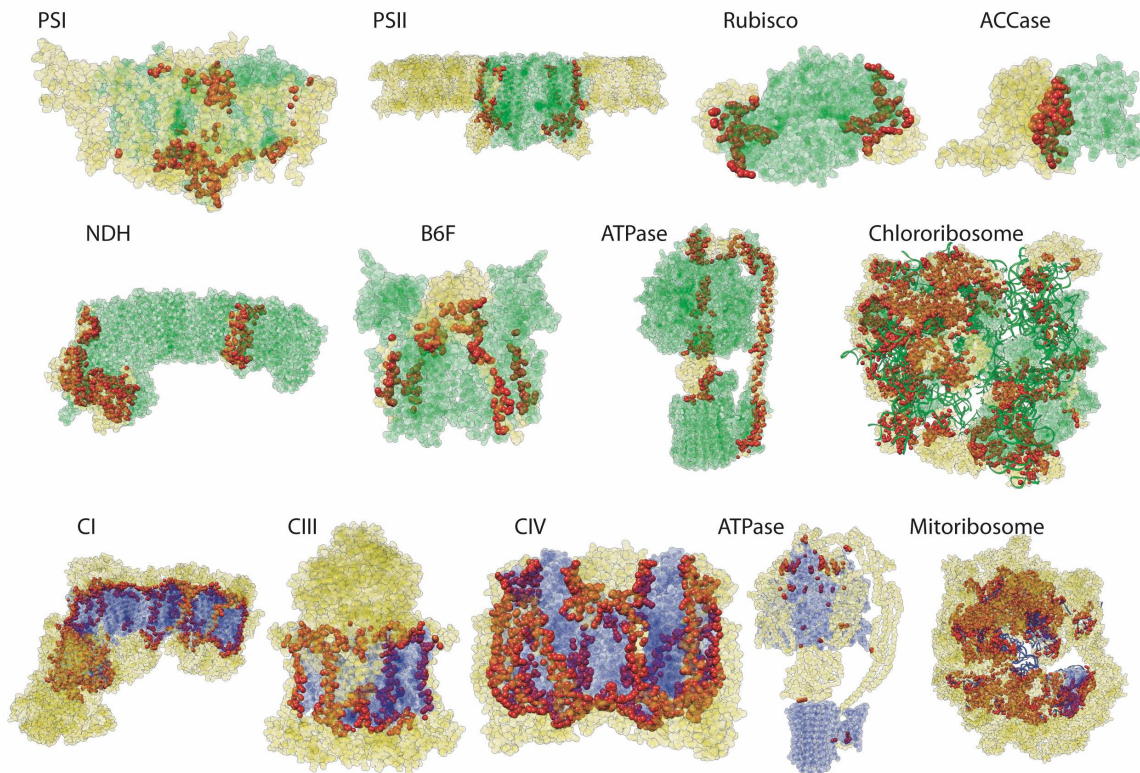 PSI
PSII
Rubisco
ACCase
NDH
B6F
ATPase
Chlororibosome
CI
CIII
CIV
ATPase
Mitoribosome